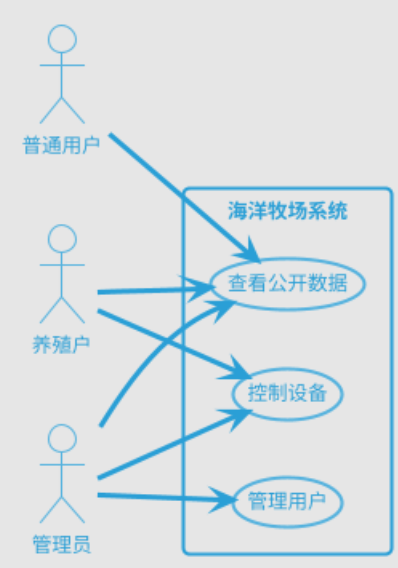 普通用户
海洋牧场系统
查看公开数据
养殖户
控制设备
管理用户
管理员